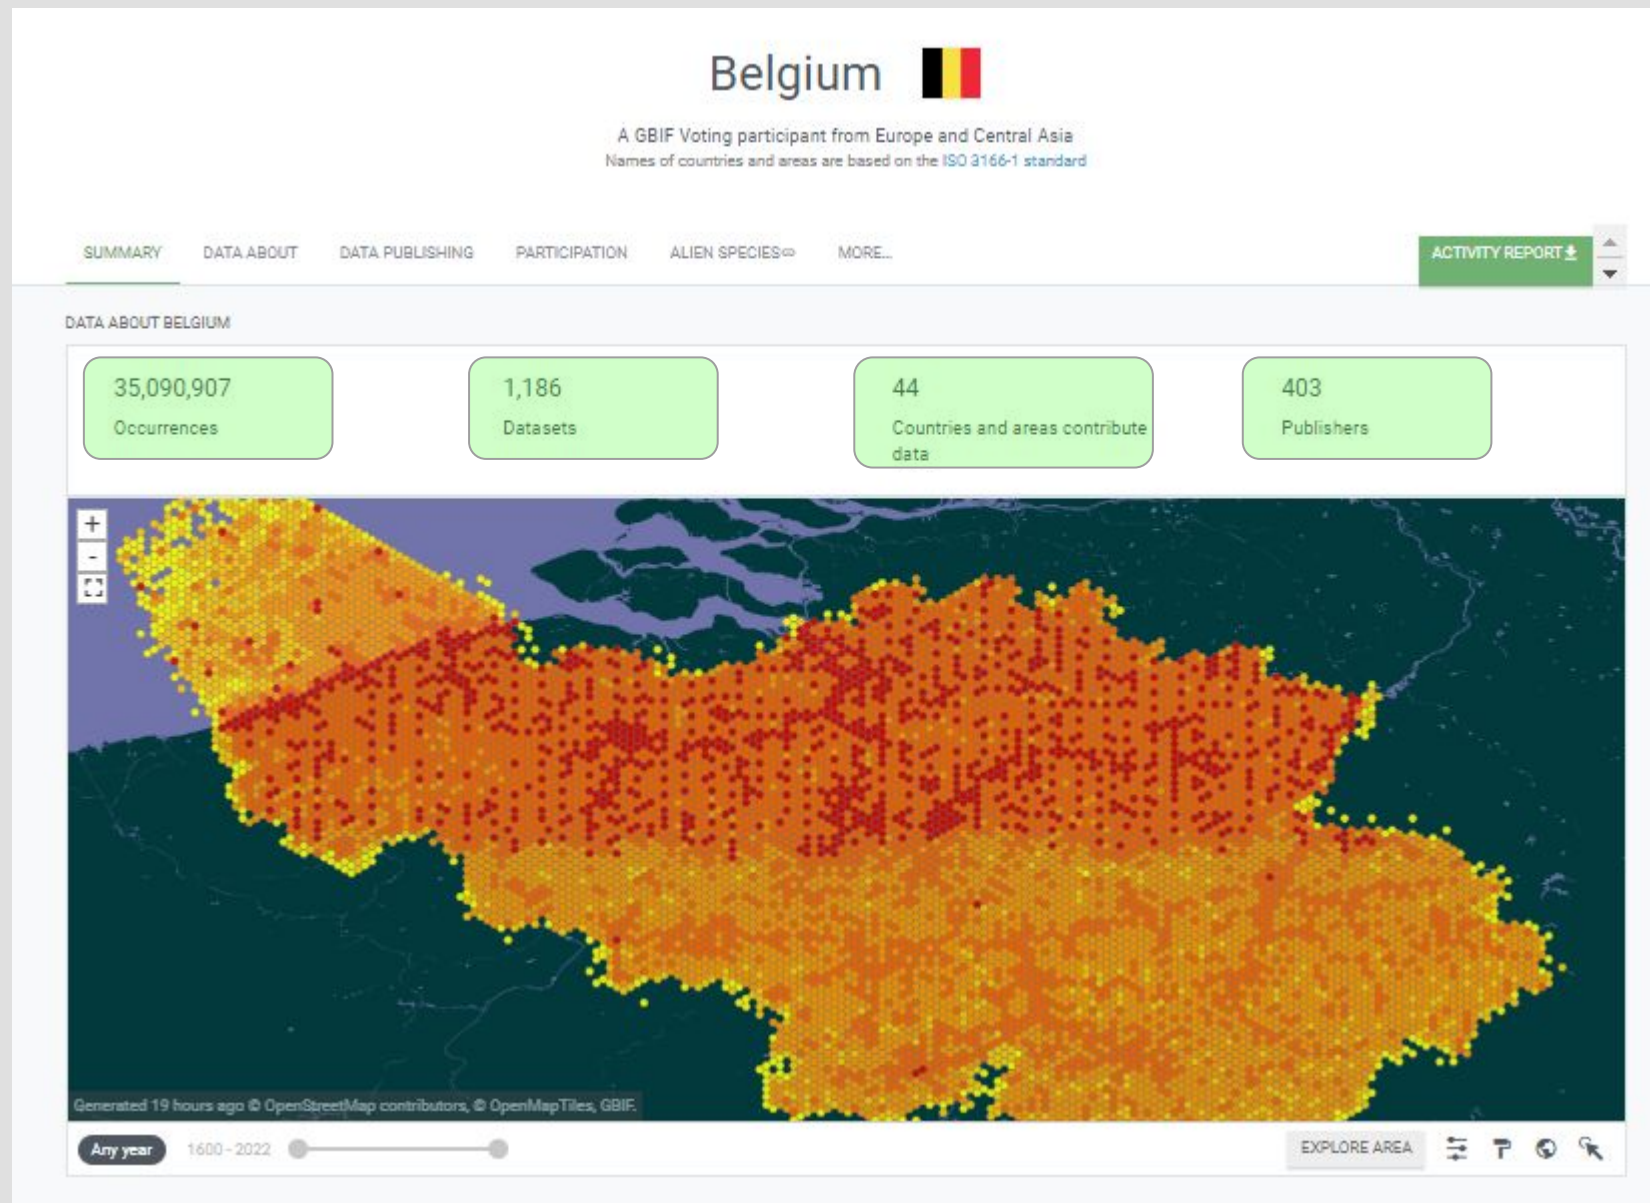 Belgium
A GBIF Voting participant from Europe and Central Asia
Names of countries and areas are based on the ISO 3166-1 standard
SUMMARY DATA ABOUT DATA PUBLISHING PARTICIPATION ALIEN SPECIES MORE... ACTIVITY REPORT
DATA ABOUT BELGIUM
35,090,907 1,186 44 403
Occurrences Datasets Countries and areas contribute Publishers
data
+
-
Generated 19 hours ago © OpenStreetMap contributors, © OpenMapTiles, GBIF.
Any year 1600 - 2022 EXPLORE AREA